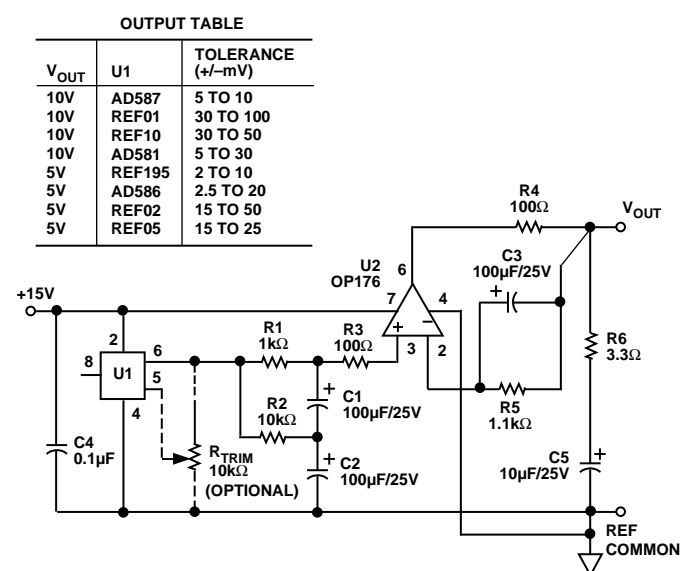 OUTPUT TABLE
VOUT U1 TOLERANCE (+/–mV)
10V AD587 5 TO 10
10V REF01 30 TO 100
10V REF10 30 TO 50
10V AD581 5 TO 30
5V REF195 2 TO 10
5V AD586 2.5 TO 20
5V REF02 15 TO 50
5V REF05 15 TO 25
R4
100Ω
VOUT
C3
100µF/25V
+
U2
OP176
6
7
4
+
–
3
2
+15V
2
8
U1
6
5
4
R1
1kΩ
R3
100Ω
R2
10kΩ
+
C1
100µF/25V
+
C2
100µF/25V
RTRIM
10kΩ
(OPTIONAL)
C4
0.1µF
R5
1.1kΩ
R6
3.3Ω
C5
10µF/25V
+
REF
COMMON